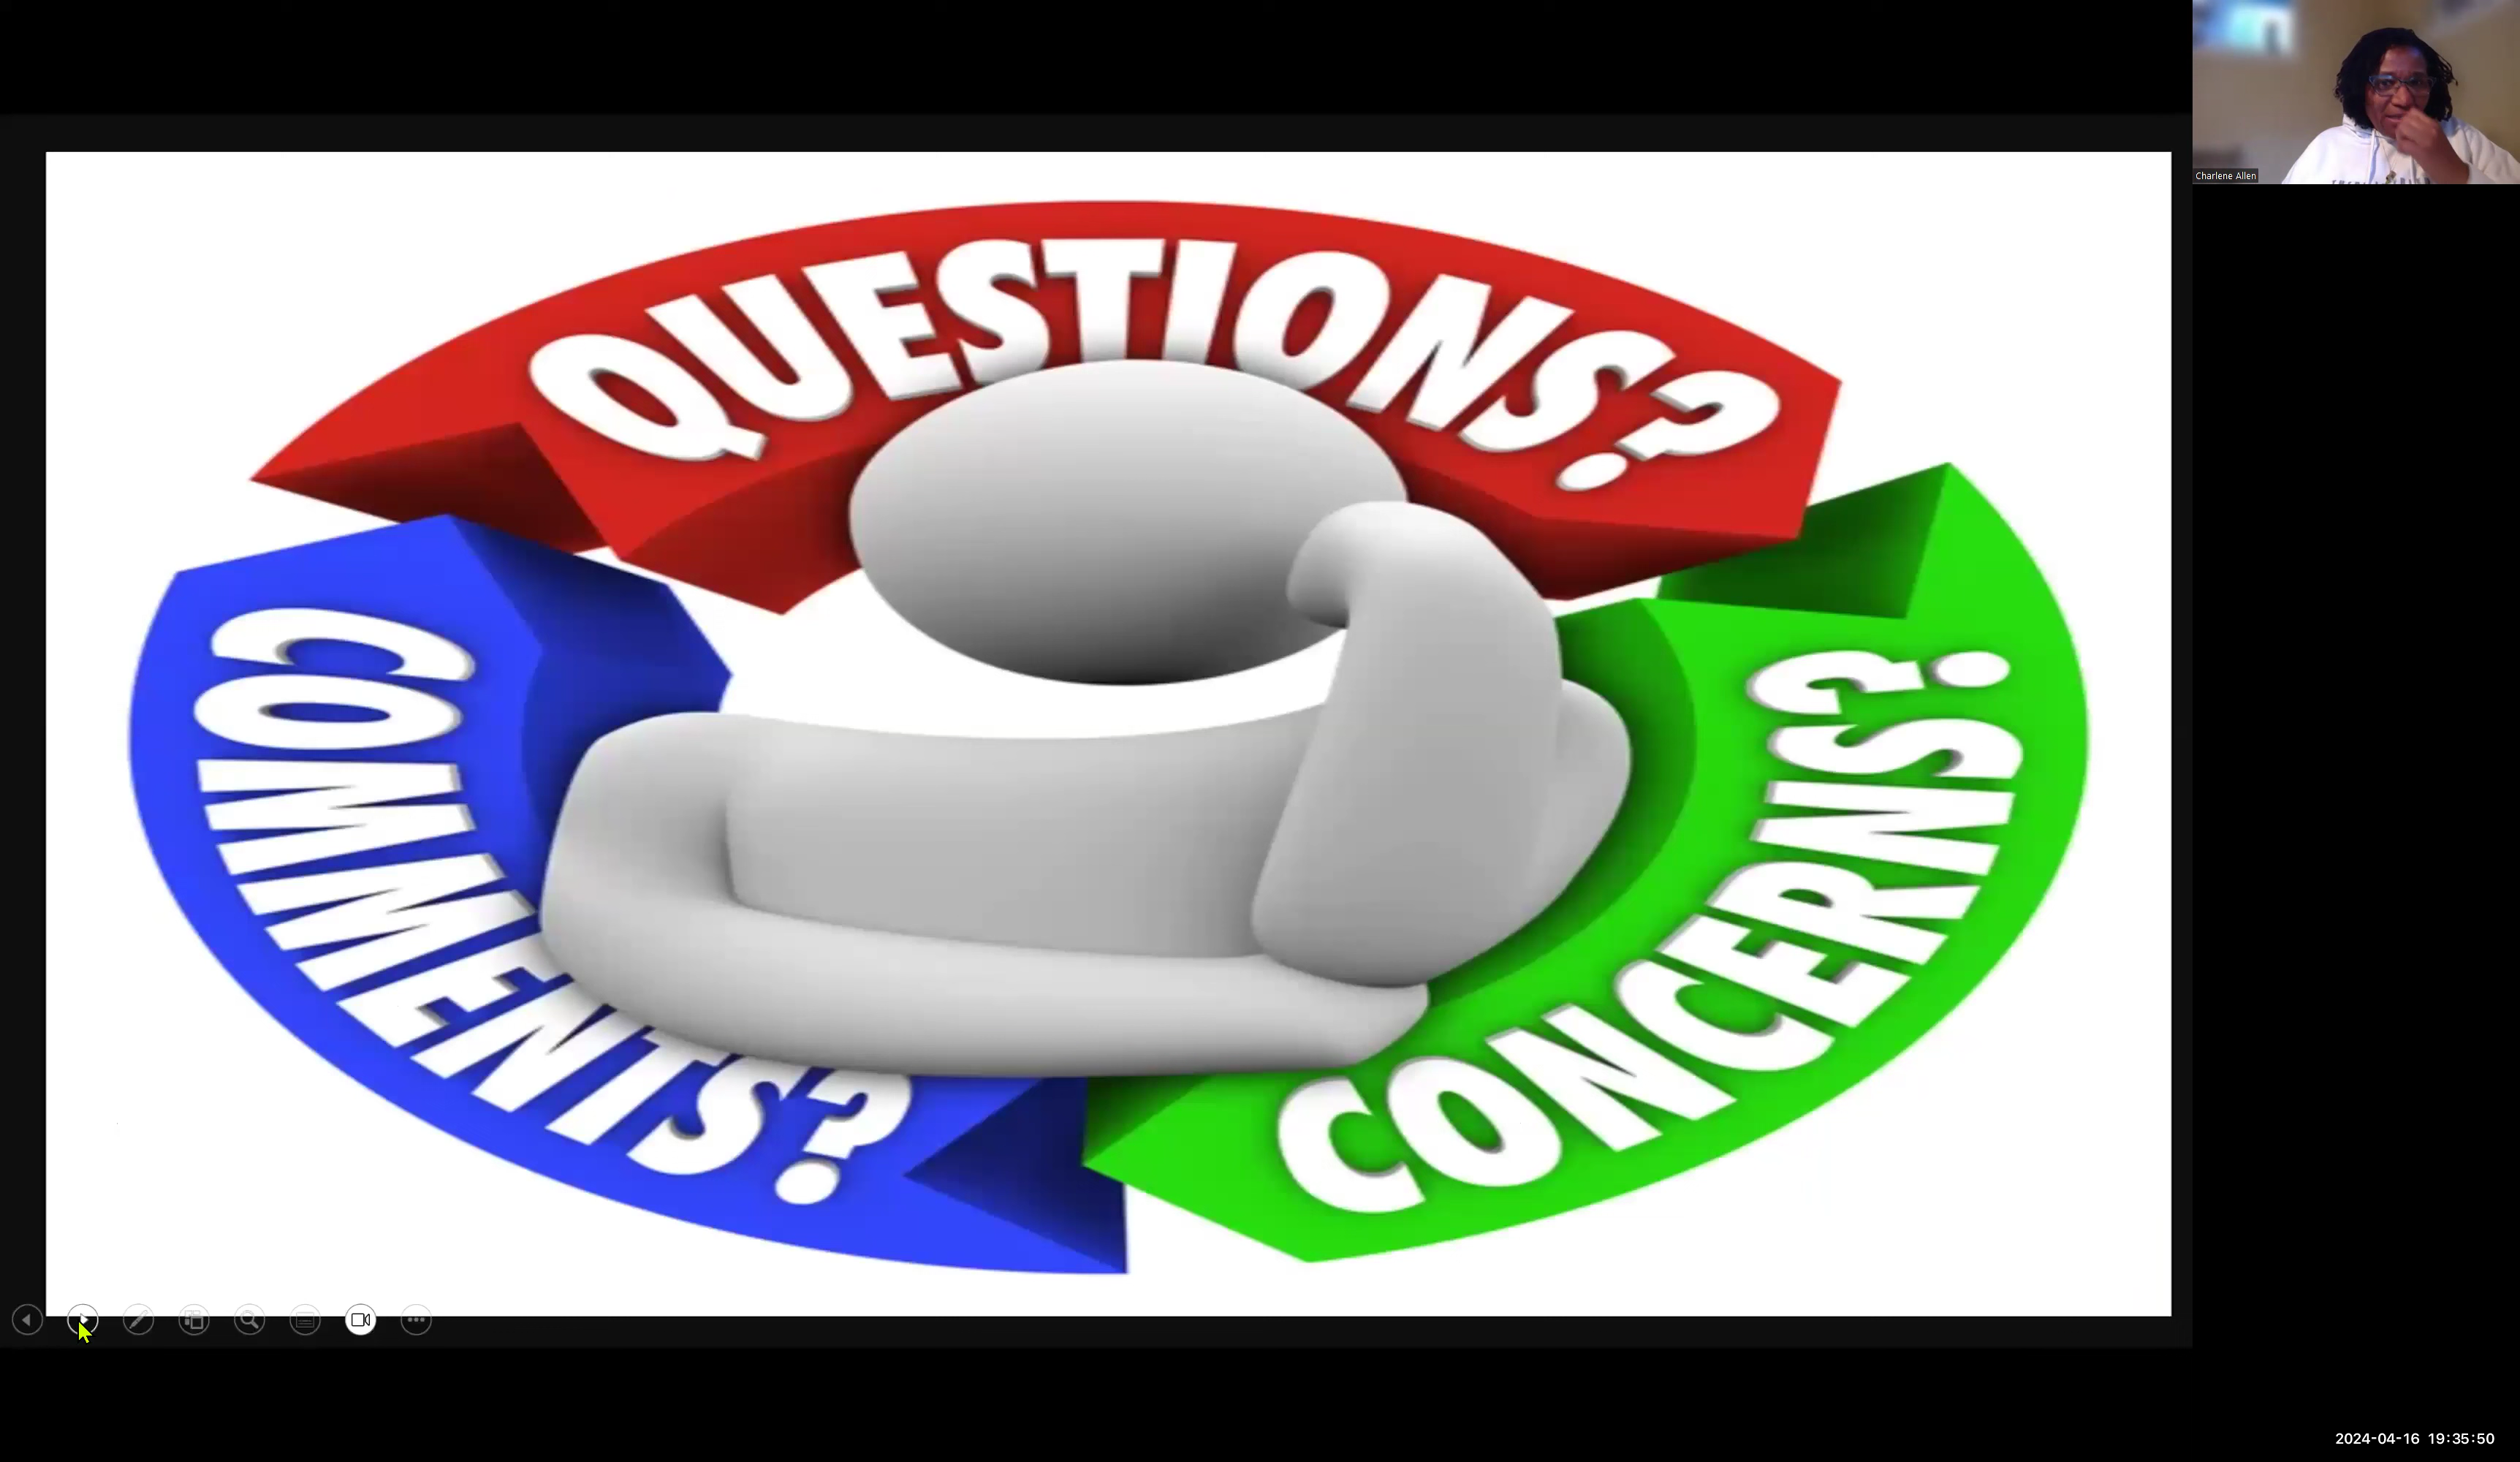 Charlene Allen
QUESTIONS?
CONCERNS?
COMMENTS?
2024-04-16 19:35:50